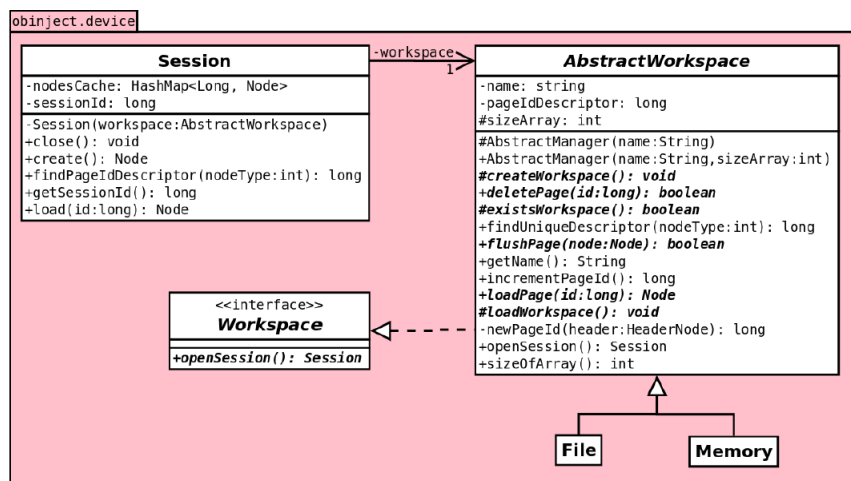 obinject.device
Session
-nodesCache: HashMap<Long, Node>
-sessionId: long
-Session(workspace:AbstractWorkspace)
+close(): void
+create(): Node
+findPageIdDescriptor(nodeType:int): long
+getSessionId(): long
+load(id:long): Node
-workspace
1
AbstractWorkspace
-name: string
-pageIdDescriptor: long
#sizeArray: int
#AbstractManager(name:String)
+AbstractManager(name:String,sizeArray:int)
#createWorkspace(): void
+deletePage(id:long): boolean
#existsWorkspace(): boolean
+findUniqueDescriptor(nodeType:int): long
+flushPage(node:Node): boolean
+getName(): String
+incrementPageId(): long
+loadPage(id:long): Node
#loadWorkspace(): void
-newPageId(header:HeaderNode): long
+openSession(): Session
+sizeOfArray(): int
<<interface>>
Workspace
+openSession(): Session
File
Memory